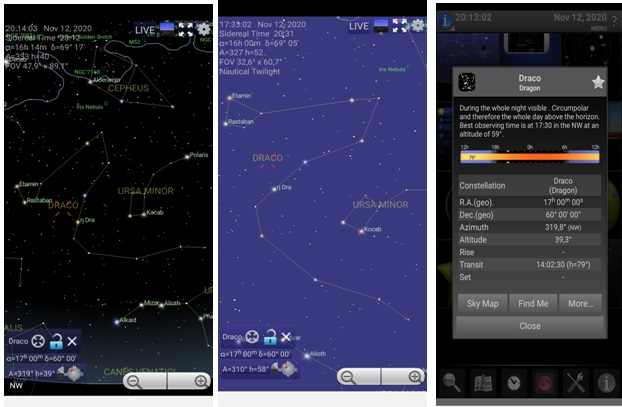 20:14:03 Nov 12, 2020
Sidereal Time 23:12
α=16h 14m δ=69° 17'
A=333 h=40
FOV 47,9° x 89,1°
LIVE
M52
NGC 7160
Alderamin
CEPHEUS
Iris Nebula
Polaris
Etamin
Rastaban
DRACO
URSA MINOR
η Dra
Kocab
Mizar
Alioth
Alkaid
Draco
α=17h 00m δ=60° 00'
A=319° h=39°
CANES VENATICI
NW
17:33:02 Nov 12, 2020
Sidereal Time 20:31
α=16h 00m δ=69° 05'
A=327 h=52
FOV 32,6° x 60,7°
Nautical Twilight
LIVE
Iris Nebula
Etamin
Rastaban
DRACO
η Dra
URSA MINOR
Kocab
Draco
Mizar
Alioth
α=17h 00m δ=60° 00'
A=310° h=58°
20:13:02 Nov 12, 2020
MENU
Draco
Dragon
During the whole night visible . Circumpolar
and therefore the whole day above the horizon.
Best observing time is at 17:30 in the NW at an
altitude of 59°.
12h 18h 0h 6h 12h
79°
Constellation Draco
(Dragon)
R.A.(geo). 17h 00m 00s
Dec.(geo) 60° 00' 00"
Azimuth 319,8° (NW)
Altitude 39,3°
Rise -
Transit 14:02:30 (h=79°)
Set -
Sky Map Find Me More...
Close